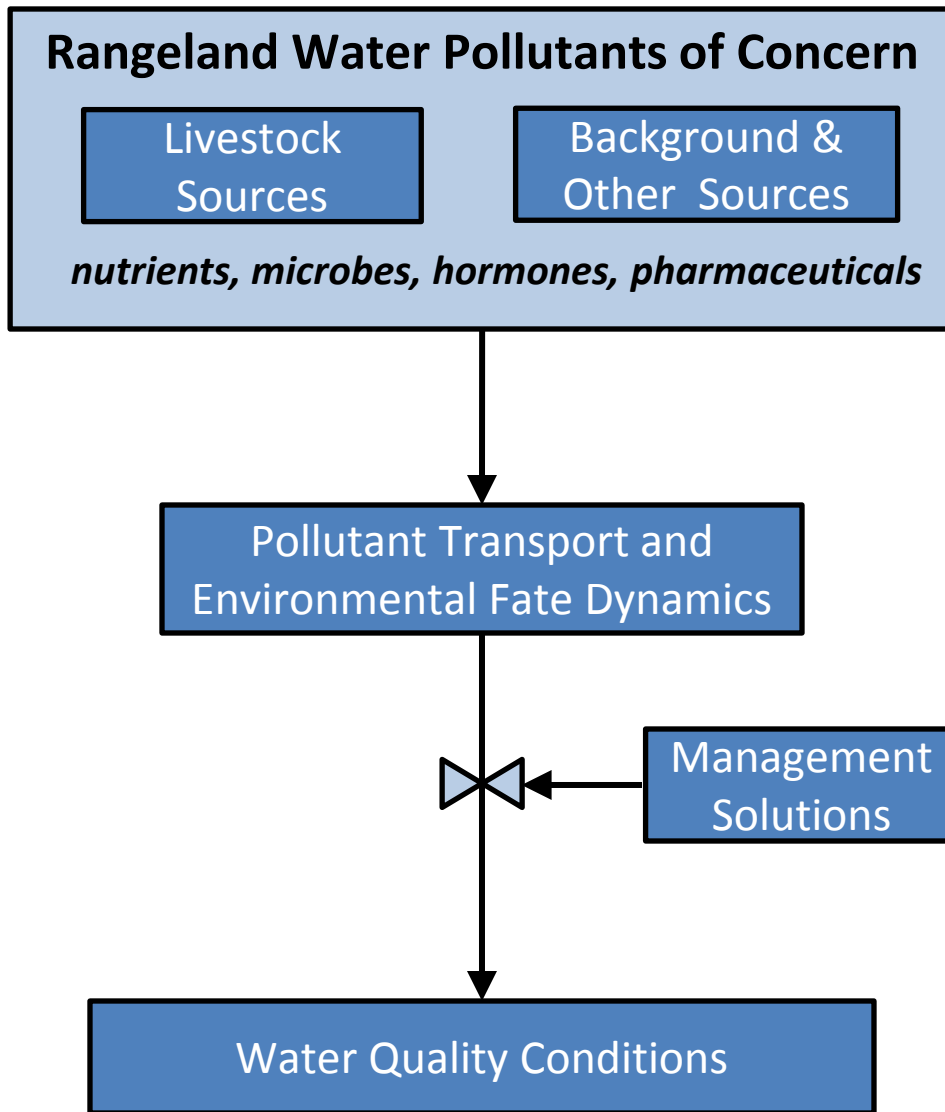 Rangeland Water Pollutants of Concern
Livestock
Sources
Background &
Other Sources
nutrients, microbes, hormones, pharmaceuticals
Pollutant Transport and
Environmental Fate Dynamics
Management
Solutions
Water Quality Conditions